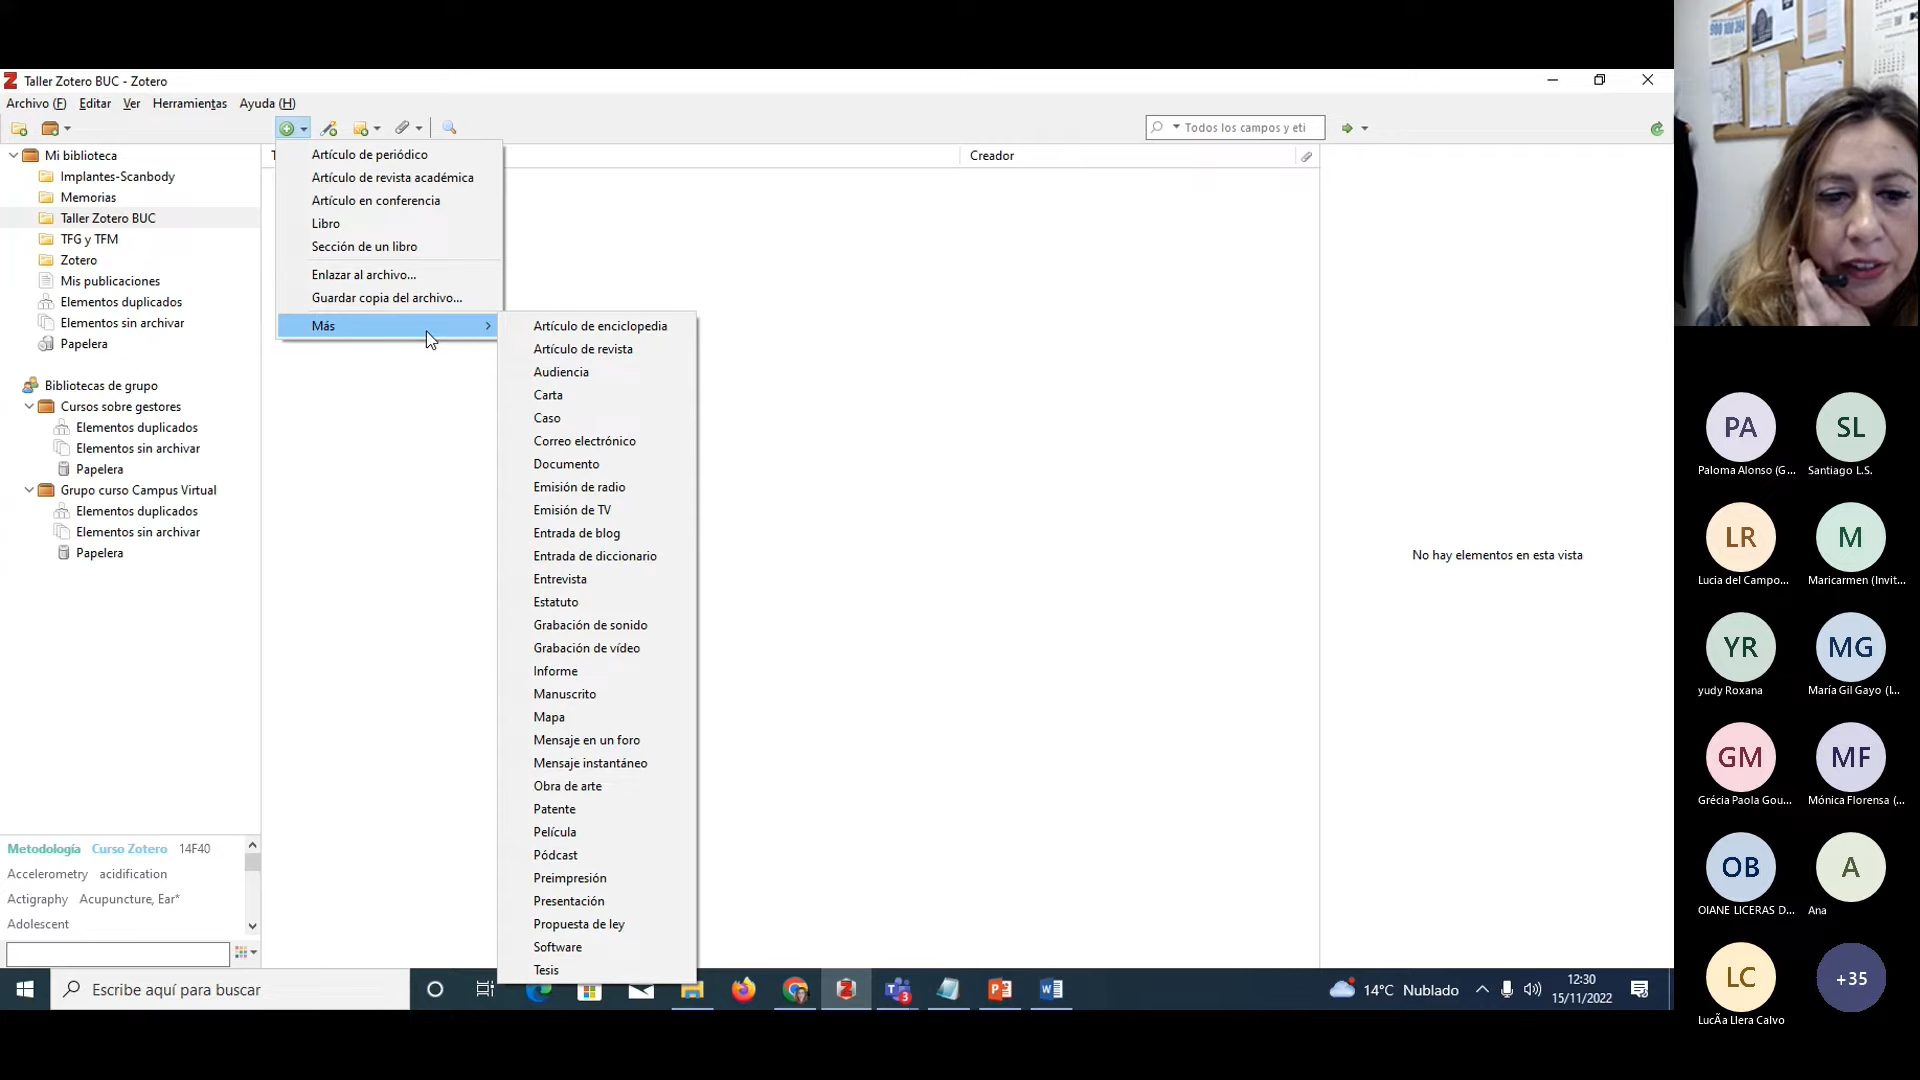 Taller Zotero BUC - Zotero
Archivo (F) Editar Ver Herramientas Ayuda (H)
Todos los campos y eti
Mi biblioteca
Implantes-Scanbody
Memorias
Taller Zotero BUC
TFG y TFM
Zotero
Mis publicaciones
Elementos duplicados
Elementos sin archivar
Papelera
Bibliotecas de grupo
Cursos sobre gestores
Elementos duplicados
Elementos sin archivar
Papelera
Grupo curso Campus Virtual
Elementos duplicados
Elementos sin archivar
Papelera
Metodología Curso Zotero 14F40
Accelerometry acidification
Actigraphy Acupuncture, Ear*
Adolescent
Artículo de periódico
Artículo de revista académica
Artículo en conferencia
Libro
Sección de un libro
Enlazar al archivo...
Guardar copia del archivo...
Más
Artículo de enciclopedia
Artículo de revista
Audiencia
Carta
Caso
Correo electrónico
Documento
Emisión de radio
Emisión de TV
Entrada de blog
Entrada de diccionario
Entrevista
Estatuto
Grabación de sonido
Grabación de vídeo
Informe
Manuscrito
Mapa
Mensaje en un foro
Mensaje instantáneo
Obra de arte
Patente
Película
Pódcast
Preimpresión
Presentación
Propuesta de ley
Software
Tesis
Creador
No hay elementos en esta vista
Escribe aquí para buscar
3
14°C Nublado
12:30
15/11/2022
PA
Paloma Alonso (G...
SL
Santiago L.S.
LR
Lucia del Campo...
M
Maricarmen (Invit...
YR
yudy Roxana
MG
María Gil Gayo (I...
GM
Grécia Paola Gou...
MF
Mónica Florensa (...
OB
OIANE LICERAS D...
A
Ana
LC
LucÃa Llera Calvo
+35